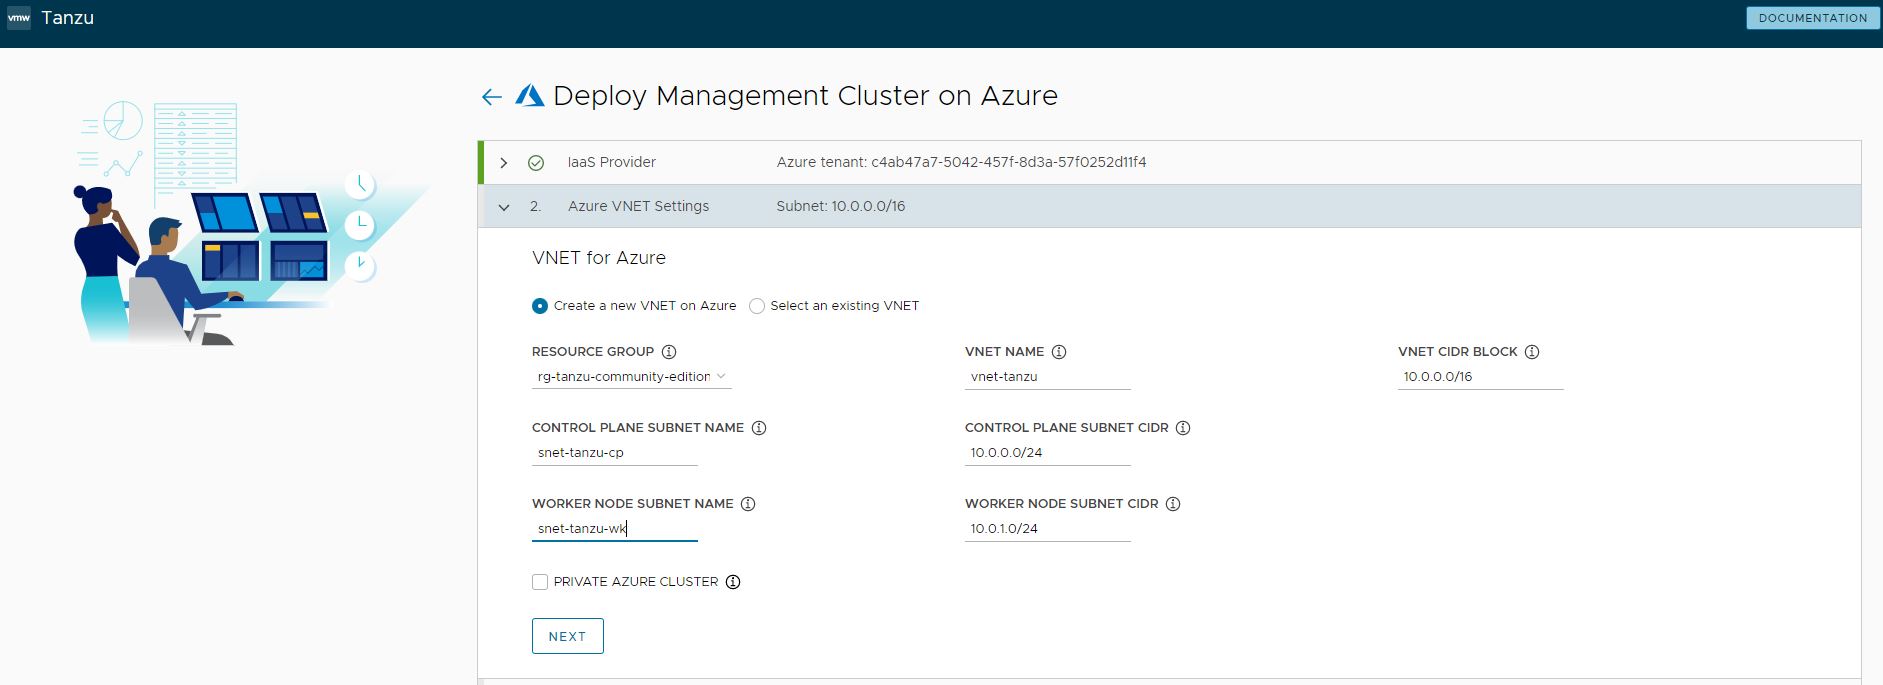 vmw Tanzu
DOCUMENTATION
Deploy Management Cluster on Azure
IaaS Provider Azure tenant: c4ab47a7-5042-457f-8d3a-57f0252d11f4
2. Azure VNET Settings Subnet: 10.0.0.0/16
VNET for Azure
Create a new VNET on Azure Select an existing VNET
RESOURCE GROUP VNET NAME VNET CIDR BLOCK
rg-tanzu-community-edition vnet-tanzu 10.0.0.0/16
CONTROL PLANE SUBNET NAME CONTROL PLANE SUBNET CIDR
snet-tanzu-cp 10.0.0.0/24
WORKER NODE SUBNET NAME WORKER NODE SUBNET CIDR
snet-tanzu-wk 10.0.1.0/24
PRIVATE AZURE CLUSTER
NEXT